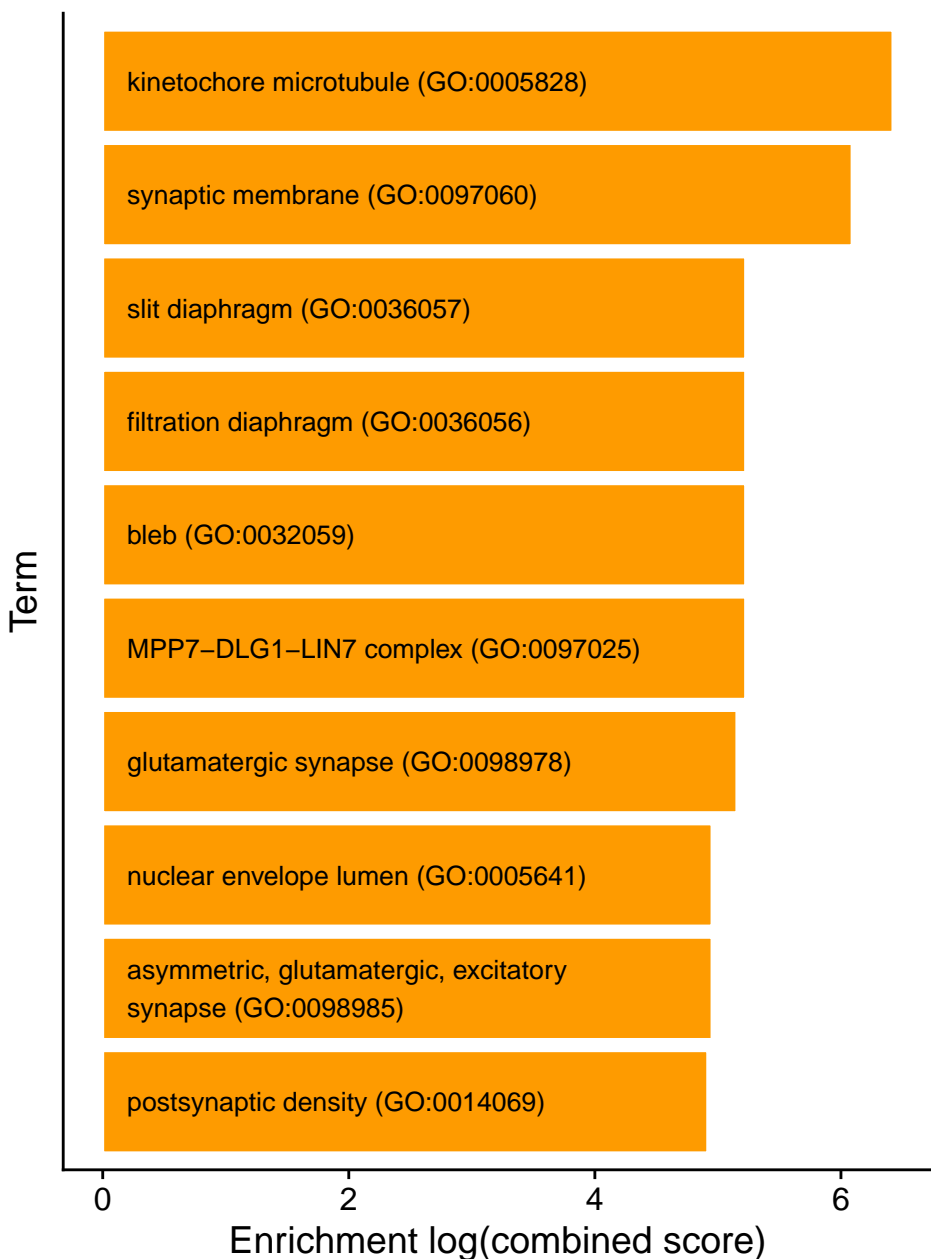 kinetochore microtubule (GO:0005828)
synaptic membrane (GO:0097060)
slit diaphragm (GO:0036057)
filtration diaphragm (GO:0036056)
bleb (GO:0032059)
MPP7−DLG1−LIN7 complex (GO:0097025)
glutamatergic synapse (GO:0098978)
nuclear envelope lumen (GO:0005641)
asymmetric, glutamatergic, excitatory
synapse (GO:0098985)
postsynaptic density (GO:0014069)
Term
0 2 4 6
Enrichment log(combined score)